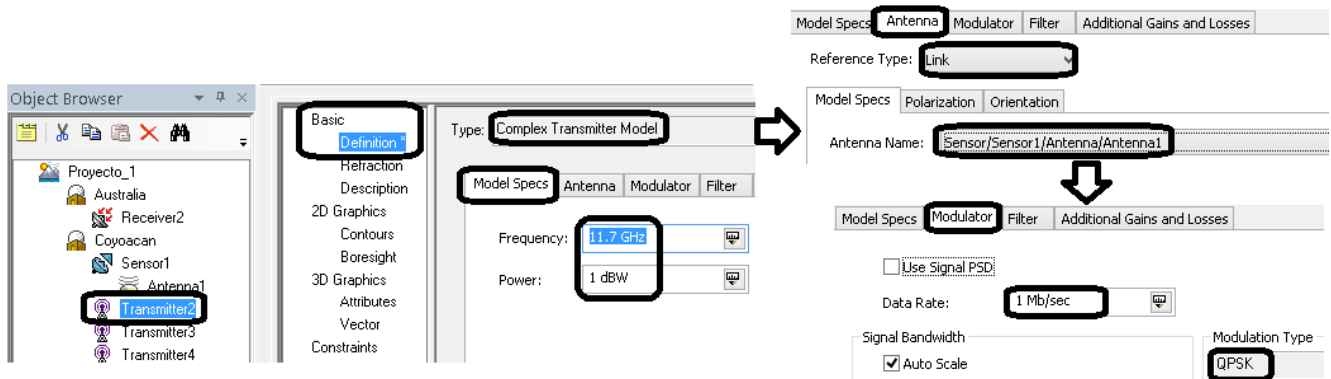 Object Browser
Proyecto_1
Australia
Receiver2
Coyoacan
Sensor1
Antenna1
Transmitter2
Transmitter3
Transmitter4
Basic
Definition *
Refraction
Description
2D Graphics
Contours
Boresight
3D Graphics
Attributes
Vector
Constraints
Type: Complex Transmitter Model
Model Specs Antenna Modulator Filter
Frequency: 11.7 GHz
Power: 1 dBW
Model Specs Antenna Modulator Filter Additional Gains and Losses
Reference Type: Link
Model Specs Polarization Orientation
Antenna Name: Sensor/Sensor1/Antenna/Antenna1
Model Specs Modulator Filter Additional Gains and Losses
Use Signal PSD
Data Rate: 1 Mb/sec
Signal Bandwidth Modulation Type
Auto Scale QPSK